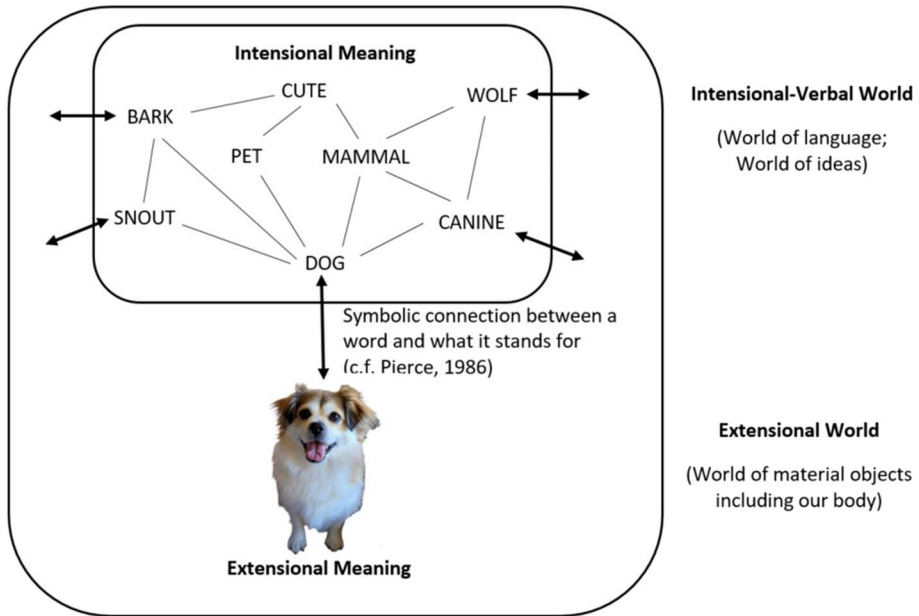 Intensional Meaning
CUTE
WOLF
BARK
PET
MAMMAL
SNOUT
CANINE
DOG
Symbolic connection between a
word and what it stands for
(c.f. Pierce, 1986)
Extensional Meaning
Intensional-Verbal World
(World of language;
World of ideas)
Extensional World
(World of material objects
including our body)